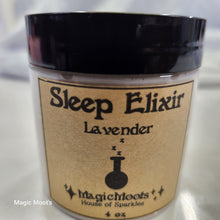 Sleep Elixir
Lavender
z
z
MagicMoots
House of Sparkles
4 oz
Magic Moots